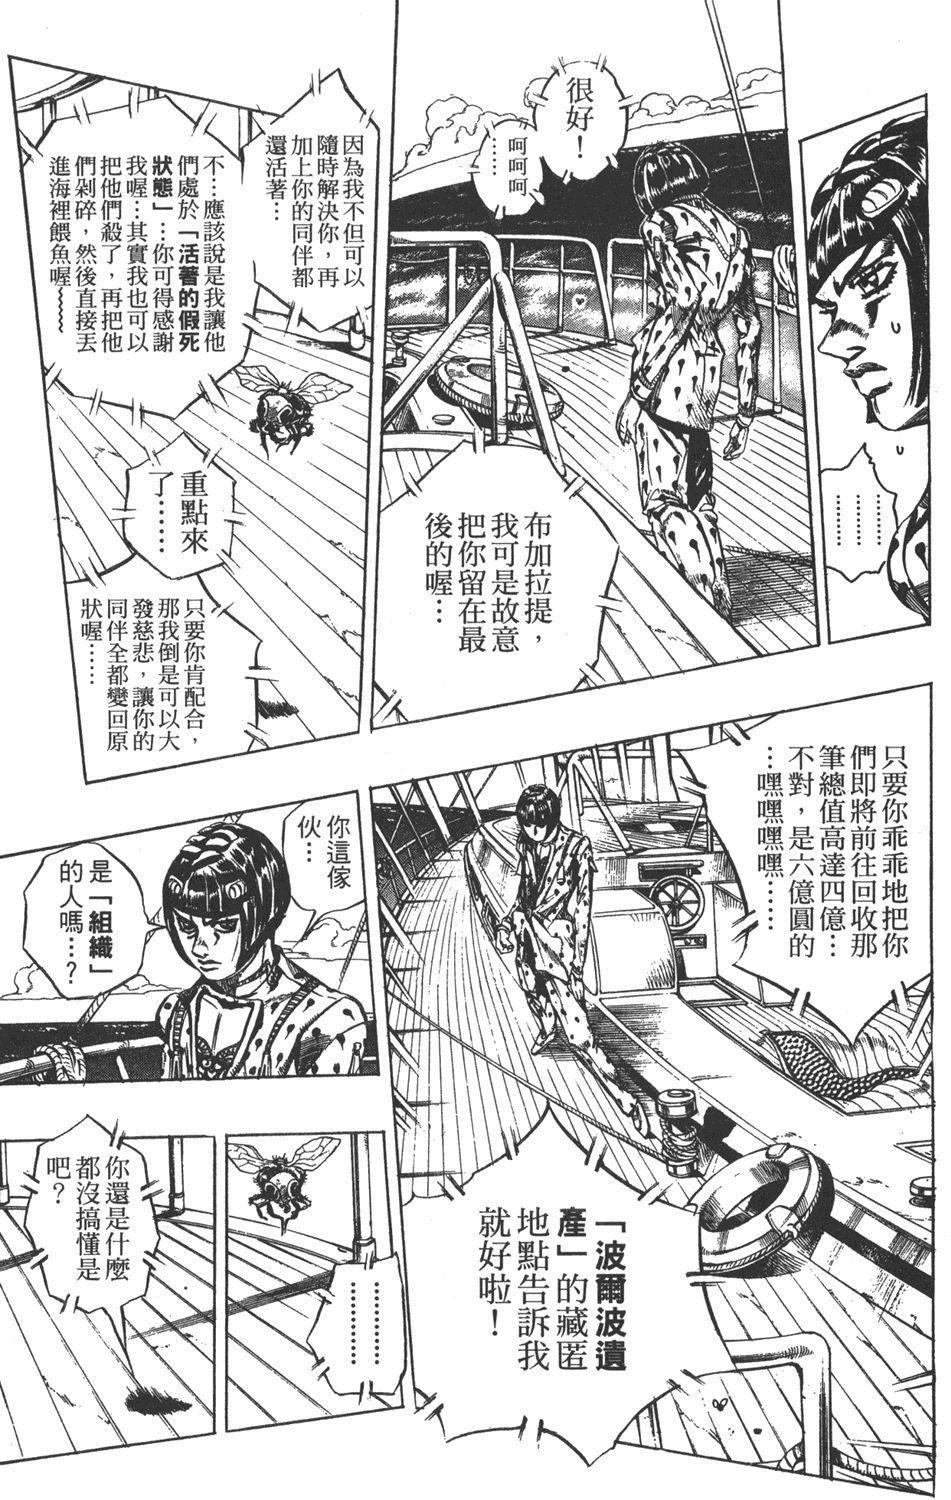 …………
…………
很好！
呵呵呵
……
布加拉提，
我可是故意
把你留在最
後的喔…
因為我不但可以
隨時解決你，再
加上你的同伴都
還活著…
不…應該說是我讓他
們處於「活著的假死
狀態」…你可得感謝
我喔…其實我也可以
把他們殺了，再把他
們剁碎，然後直接丟
進海裡餵魚喔~~~
重點來
了……
只要你肯配合，
那我倒是可以大
發慈悲，讓你的
同伴全都變回原
狀喔……
只要你乖乖地把你
們即將前往回收那
筆總值高達四億…
不對，是六億圓的
…嘿嘿嘿嘿……
「波爾波遺
產」的藏匿
地點告訴我
就好啦！
你這傢
伙…
是「組織」
的人嗎…？
…………
…………
你還是什麼
都沒搞懂是
吧？